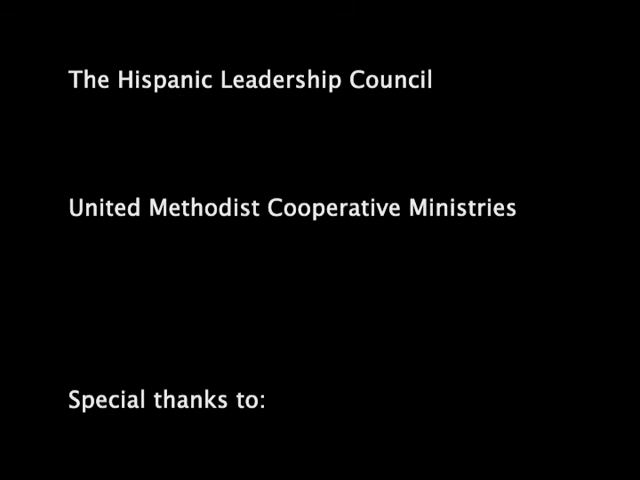 The Hispanic Leadership Council
United Methodist Cooperative Ministries
Special thanks to: